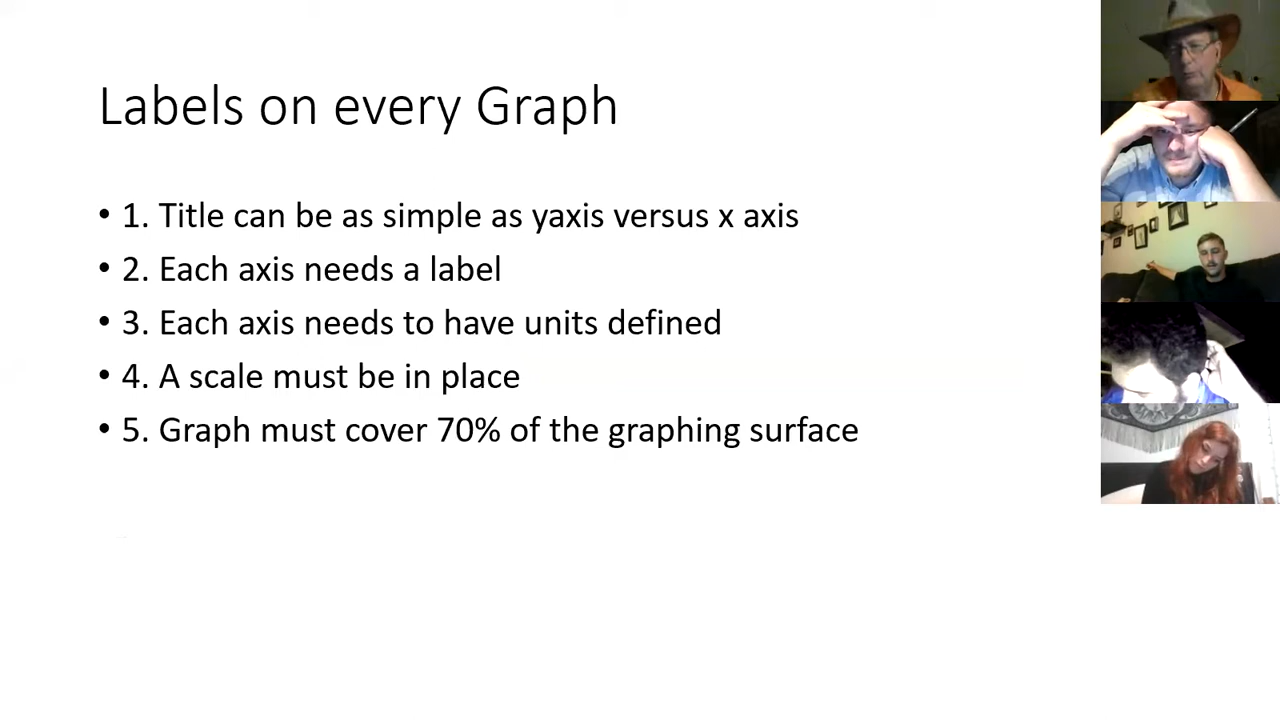 Labels on every Graph
• 1. Title can be as simple as yaxis versus x axis
• 2. Each axis needs a label
• 3. Each axis needs to have units defined
• 4. A scale must be in place
• 5. Graph must cover 70% of the graphing surface